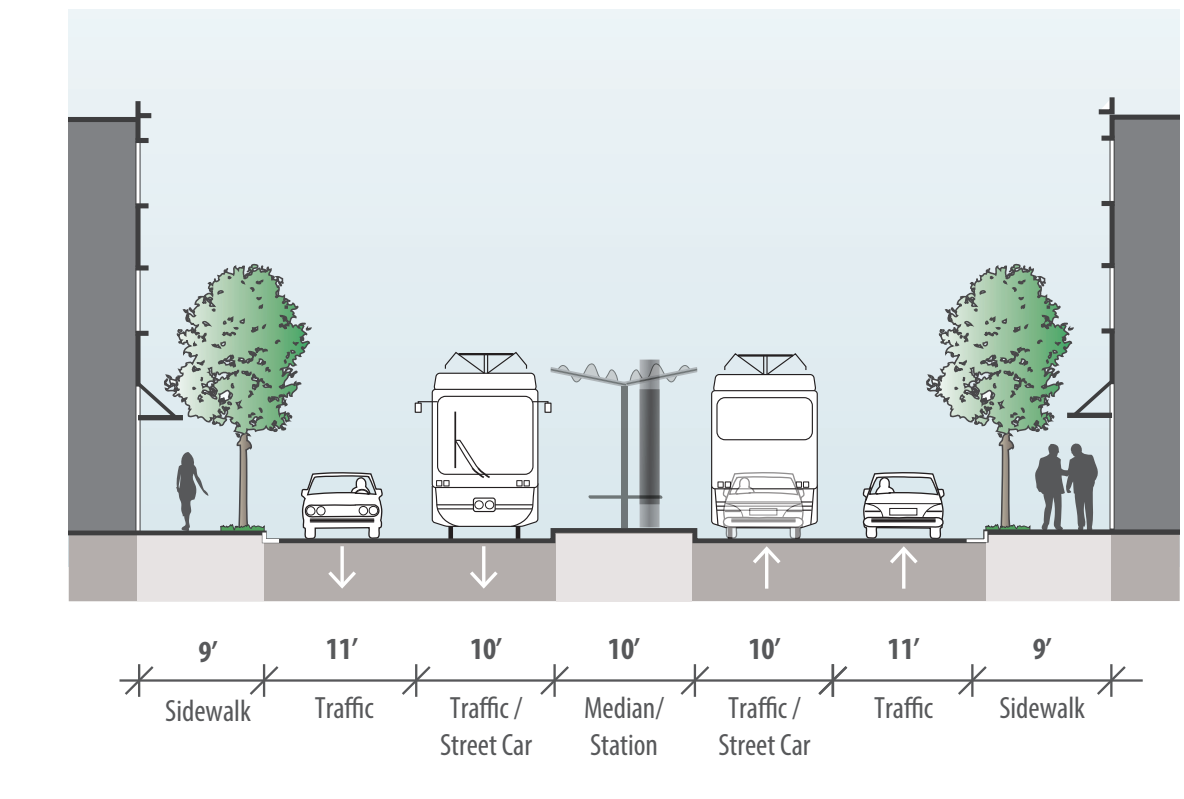 9′ 11′ 10′ 10′ 10′ 11′ 9′
Sidewalk Traffic Traffic / Median/ Traffic / Traffic Sidewalk
Street Car Station Street Car